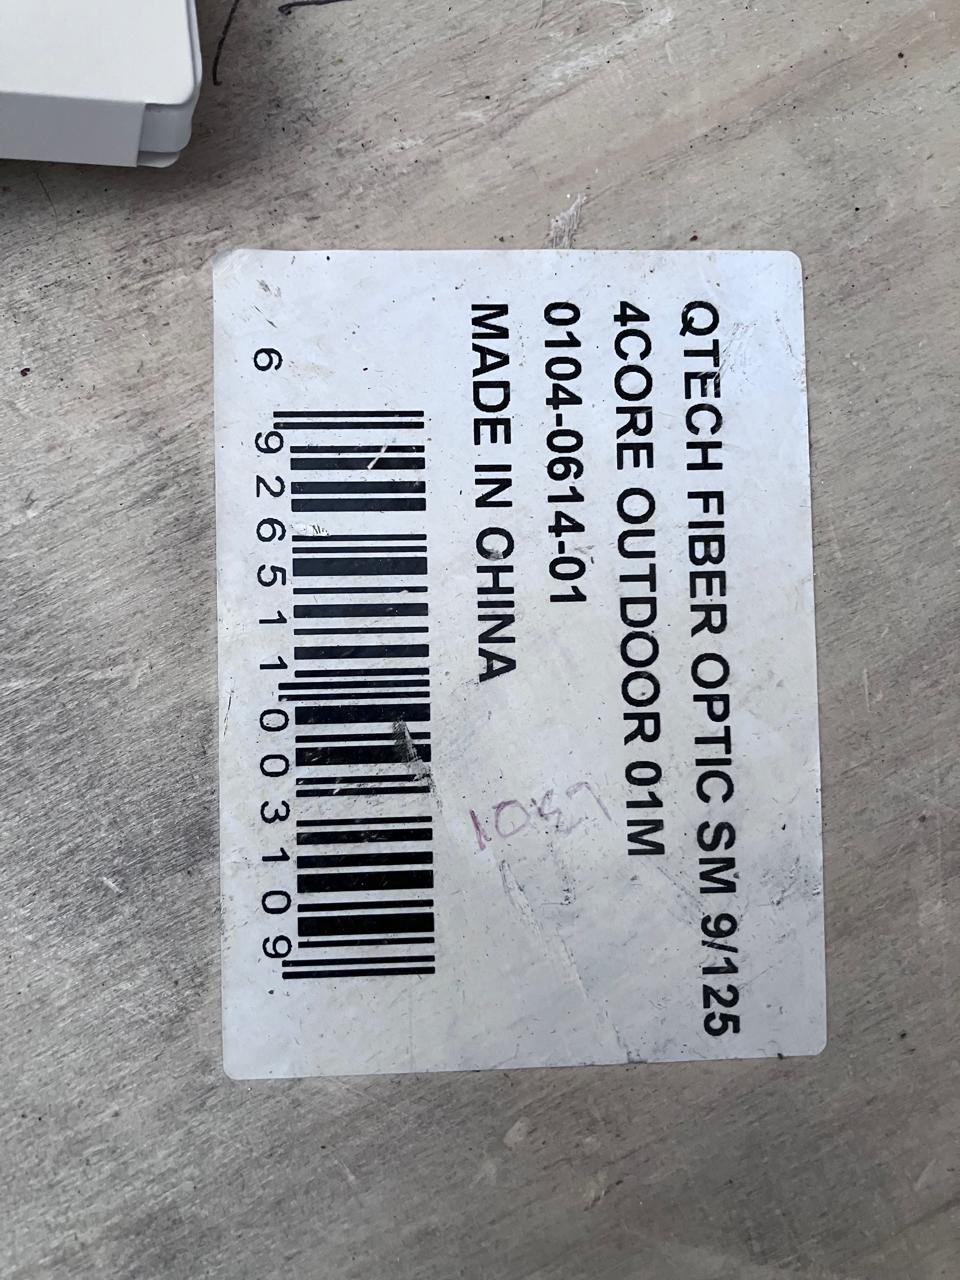 QTECH FIBER OPTIC SM 9/125
4CORE OUTDOOR 01M
0104-0614-01
MADE IN CHINA
6 926511 003109